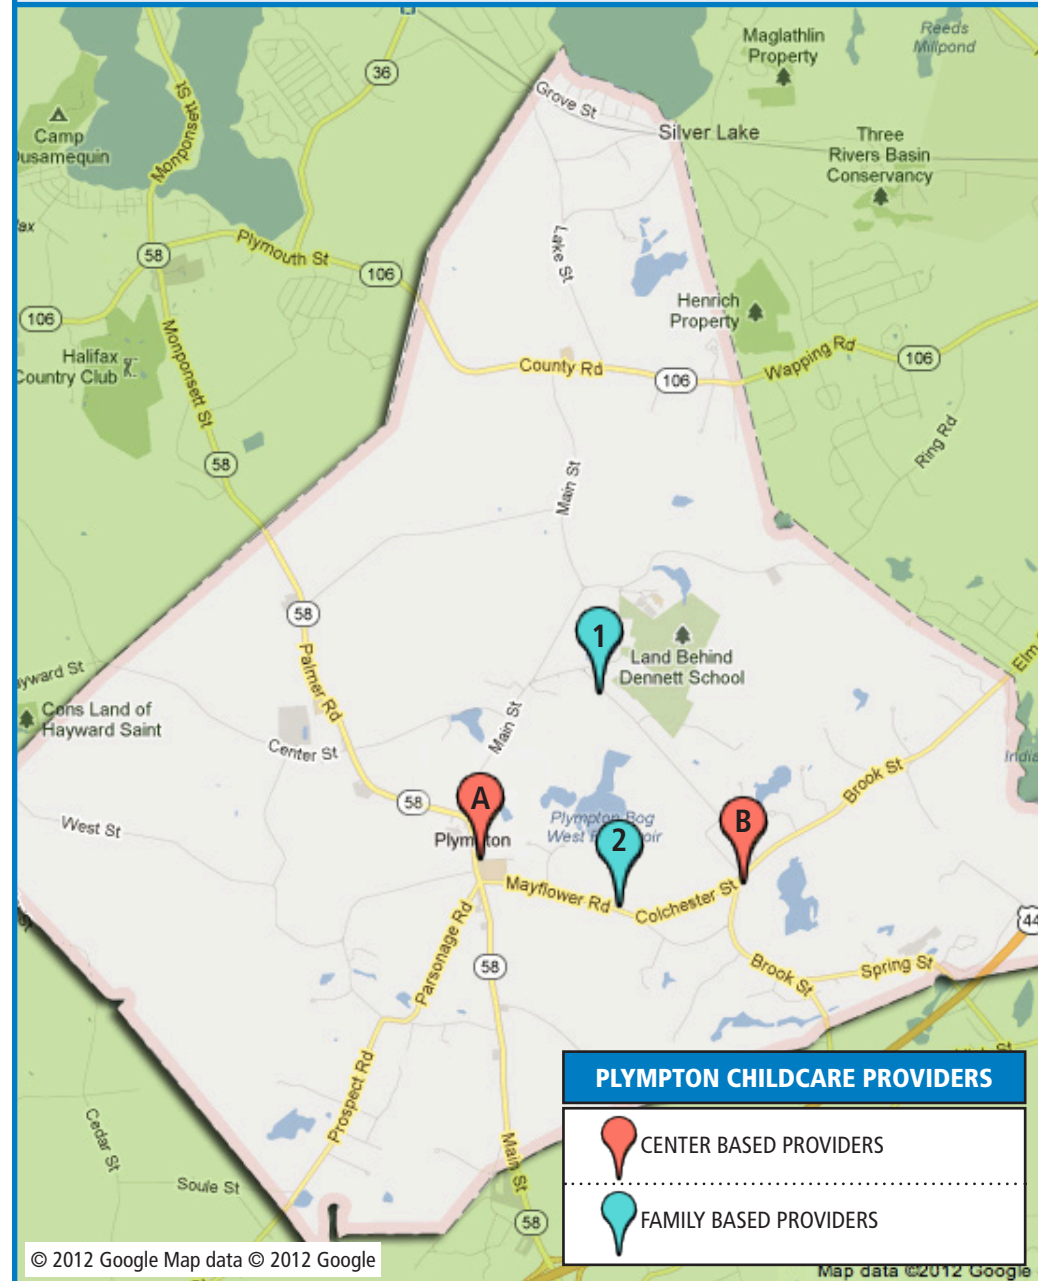 Maglathlin
Property
Reeds
Millpond
36
Monponsett St
Grove St
Camp
Ousamequin
Silver Lake
Three
Rivers Basin
Conservancy
ax
58
Plymouth St
106
Lake St
Henrich
Property
106
Halifax
Country Club
Monponsett St
County Rd
106
Wapping Rd
106
Ring Rd
58
Main St
58
1
Land Behind
Dennett School
Elm
ayward St
Palmer Rd
Cons Land of
Hayward Saint
Center St
Main St
Brook St
58
A
B
West St
Plympton
Plympton Bog
2
Mayflower Rd
Colchester St
44
Parsonage Rd
58
Brook St
Spring St
Prospect Rd
Cedar St
Soule St
Main St
58
PLYMPTON CHILDCARE PROVIDERS
CENTER BASED PROVIDERS
FAMILY BASED PROVIDERS
© 2012 Google Map data © 2012 Google
Map data ©2012 Google